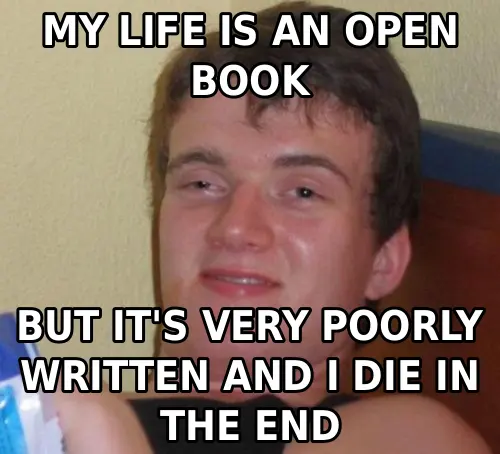 MY LIFE IS AN OPEN
BOOK
BUT IT'S VERY POORLY
WRITTEN AND I DIE IN
THE END